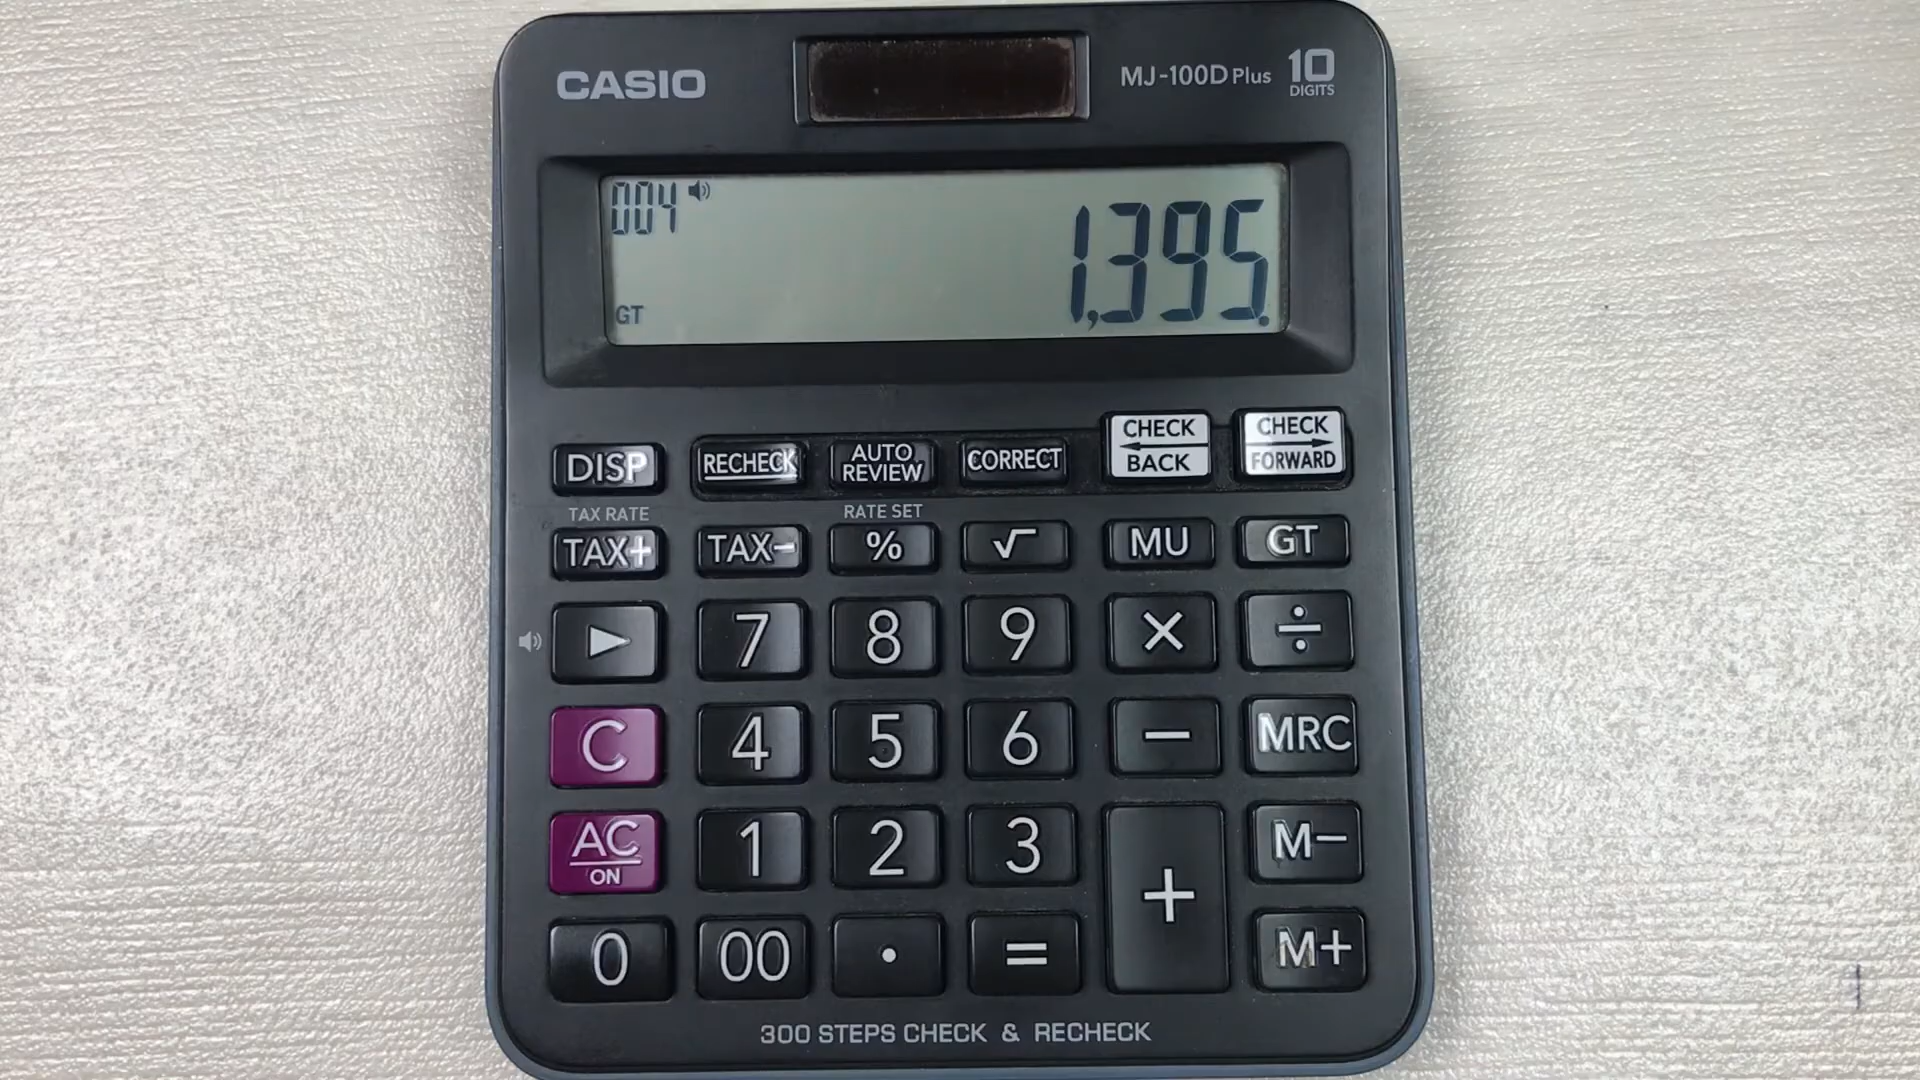 CASIO MJ-100D Plus 10
DIGITS
004 1,395.
GT
DISP RECHECK AUTO REVIEW CORRECT CHECK BACK CHECK FORWARD
TAX RATE RATE SET
TAX+ TAX− % √ MU GT
7 8 9 × ÷
C 4 5 6 − MRC
AC ON 1 2 3 + M−
0 00 . = M+
300 STEPS CHECK & RECHECK